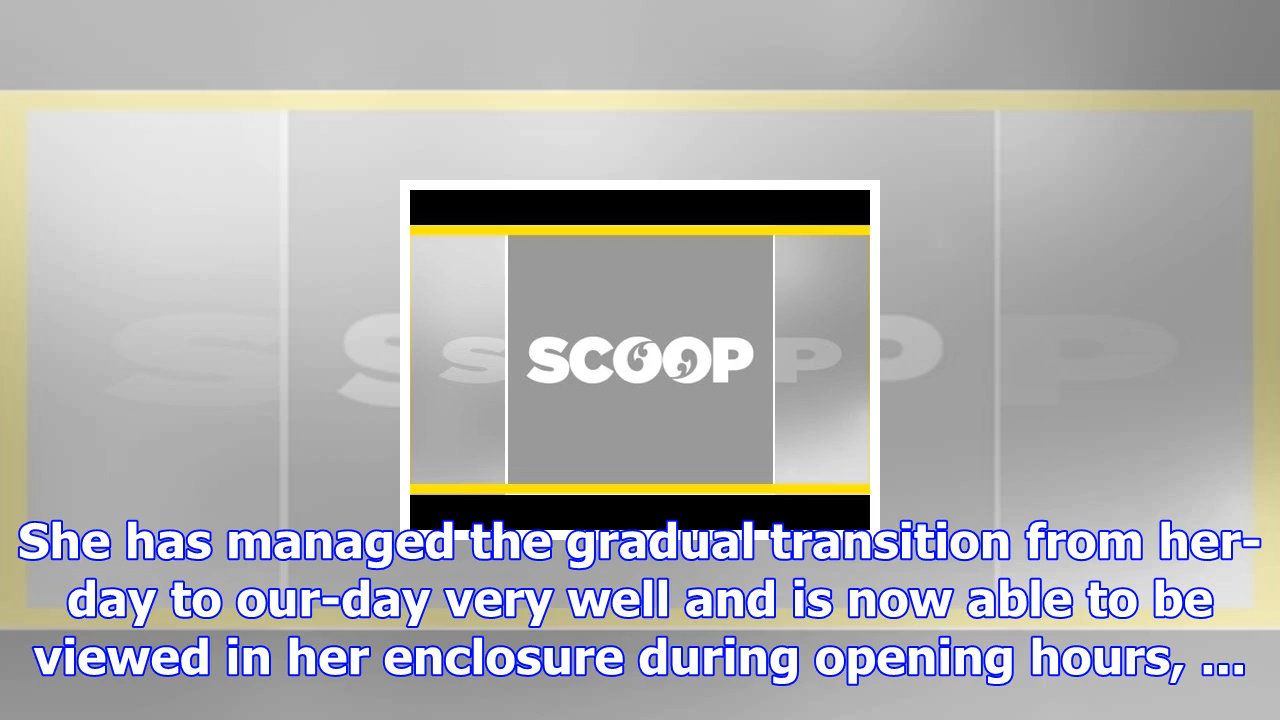 SCOOP
She has managed the gradual transition from her-
day to our-day very well and is now able to be
viewed in her enclosure during opening hours, ...